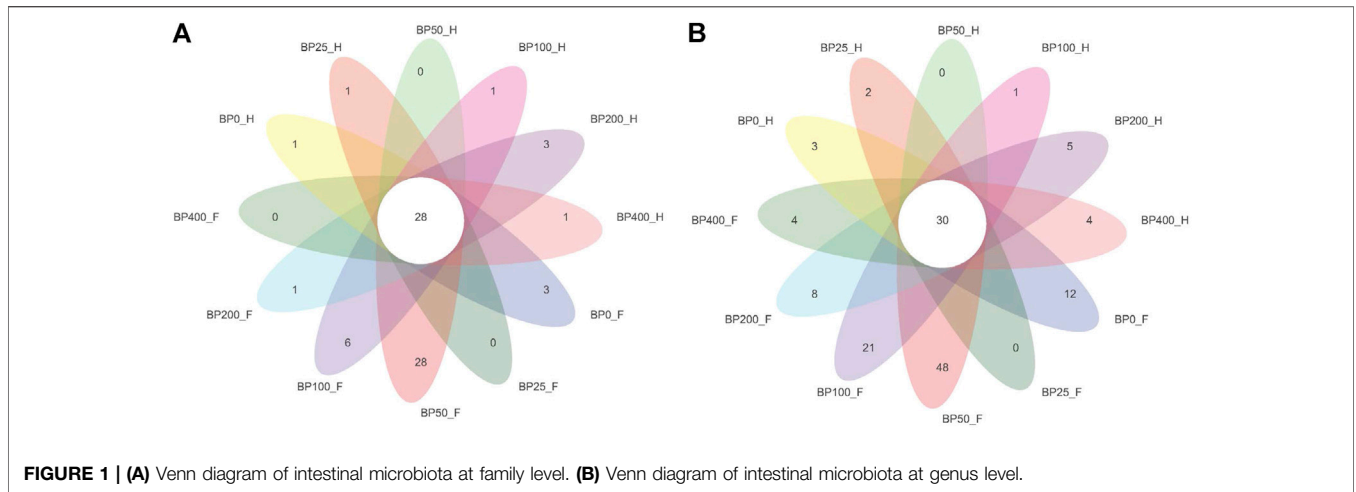 A
B
BP50_H
BP25_H
BP100_H
0
1
1
BP0_H
BP200_H
1
3
BP400_F
0
28
1
BP400_H
BP200_F
1
3
BP0_F
6
0
BP100_F
28
BP25_F
BP50_F
BP50_H
BP25_H
BP100_H
0
2
1
BP0_H
BP200_H
3
5
BP400_F
4
30
4
BP400_H
BP200_F
8
12
BP0_F
21
0
BP100_F
48
BP25_F
BP50_F
FIGURE 1 | (A) Venn diagram of intestinal microbiota at family level. (B) Venn diagram of intestinal microbiota at genus level.